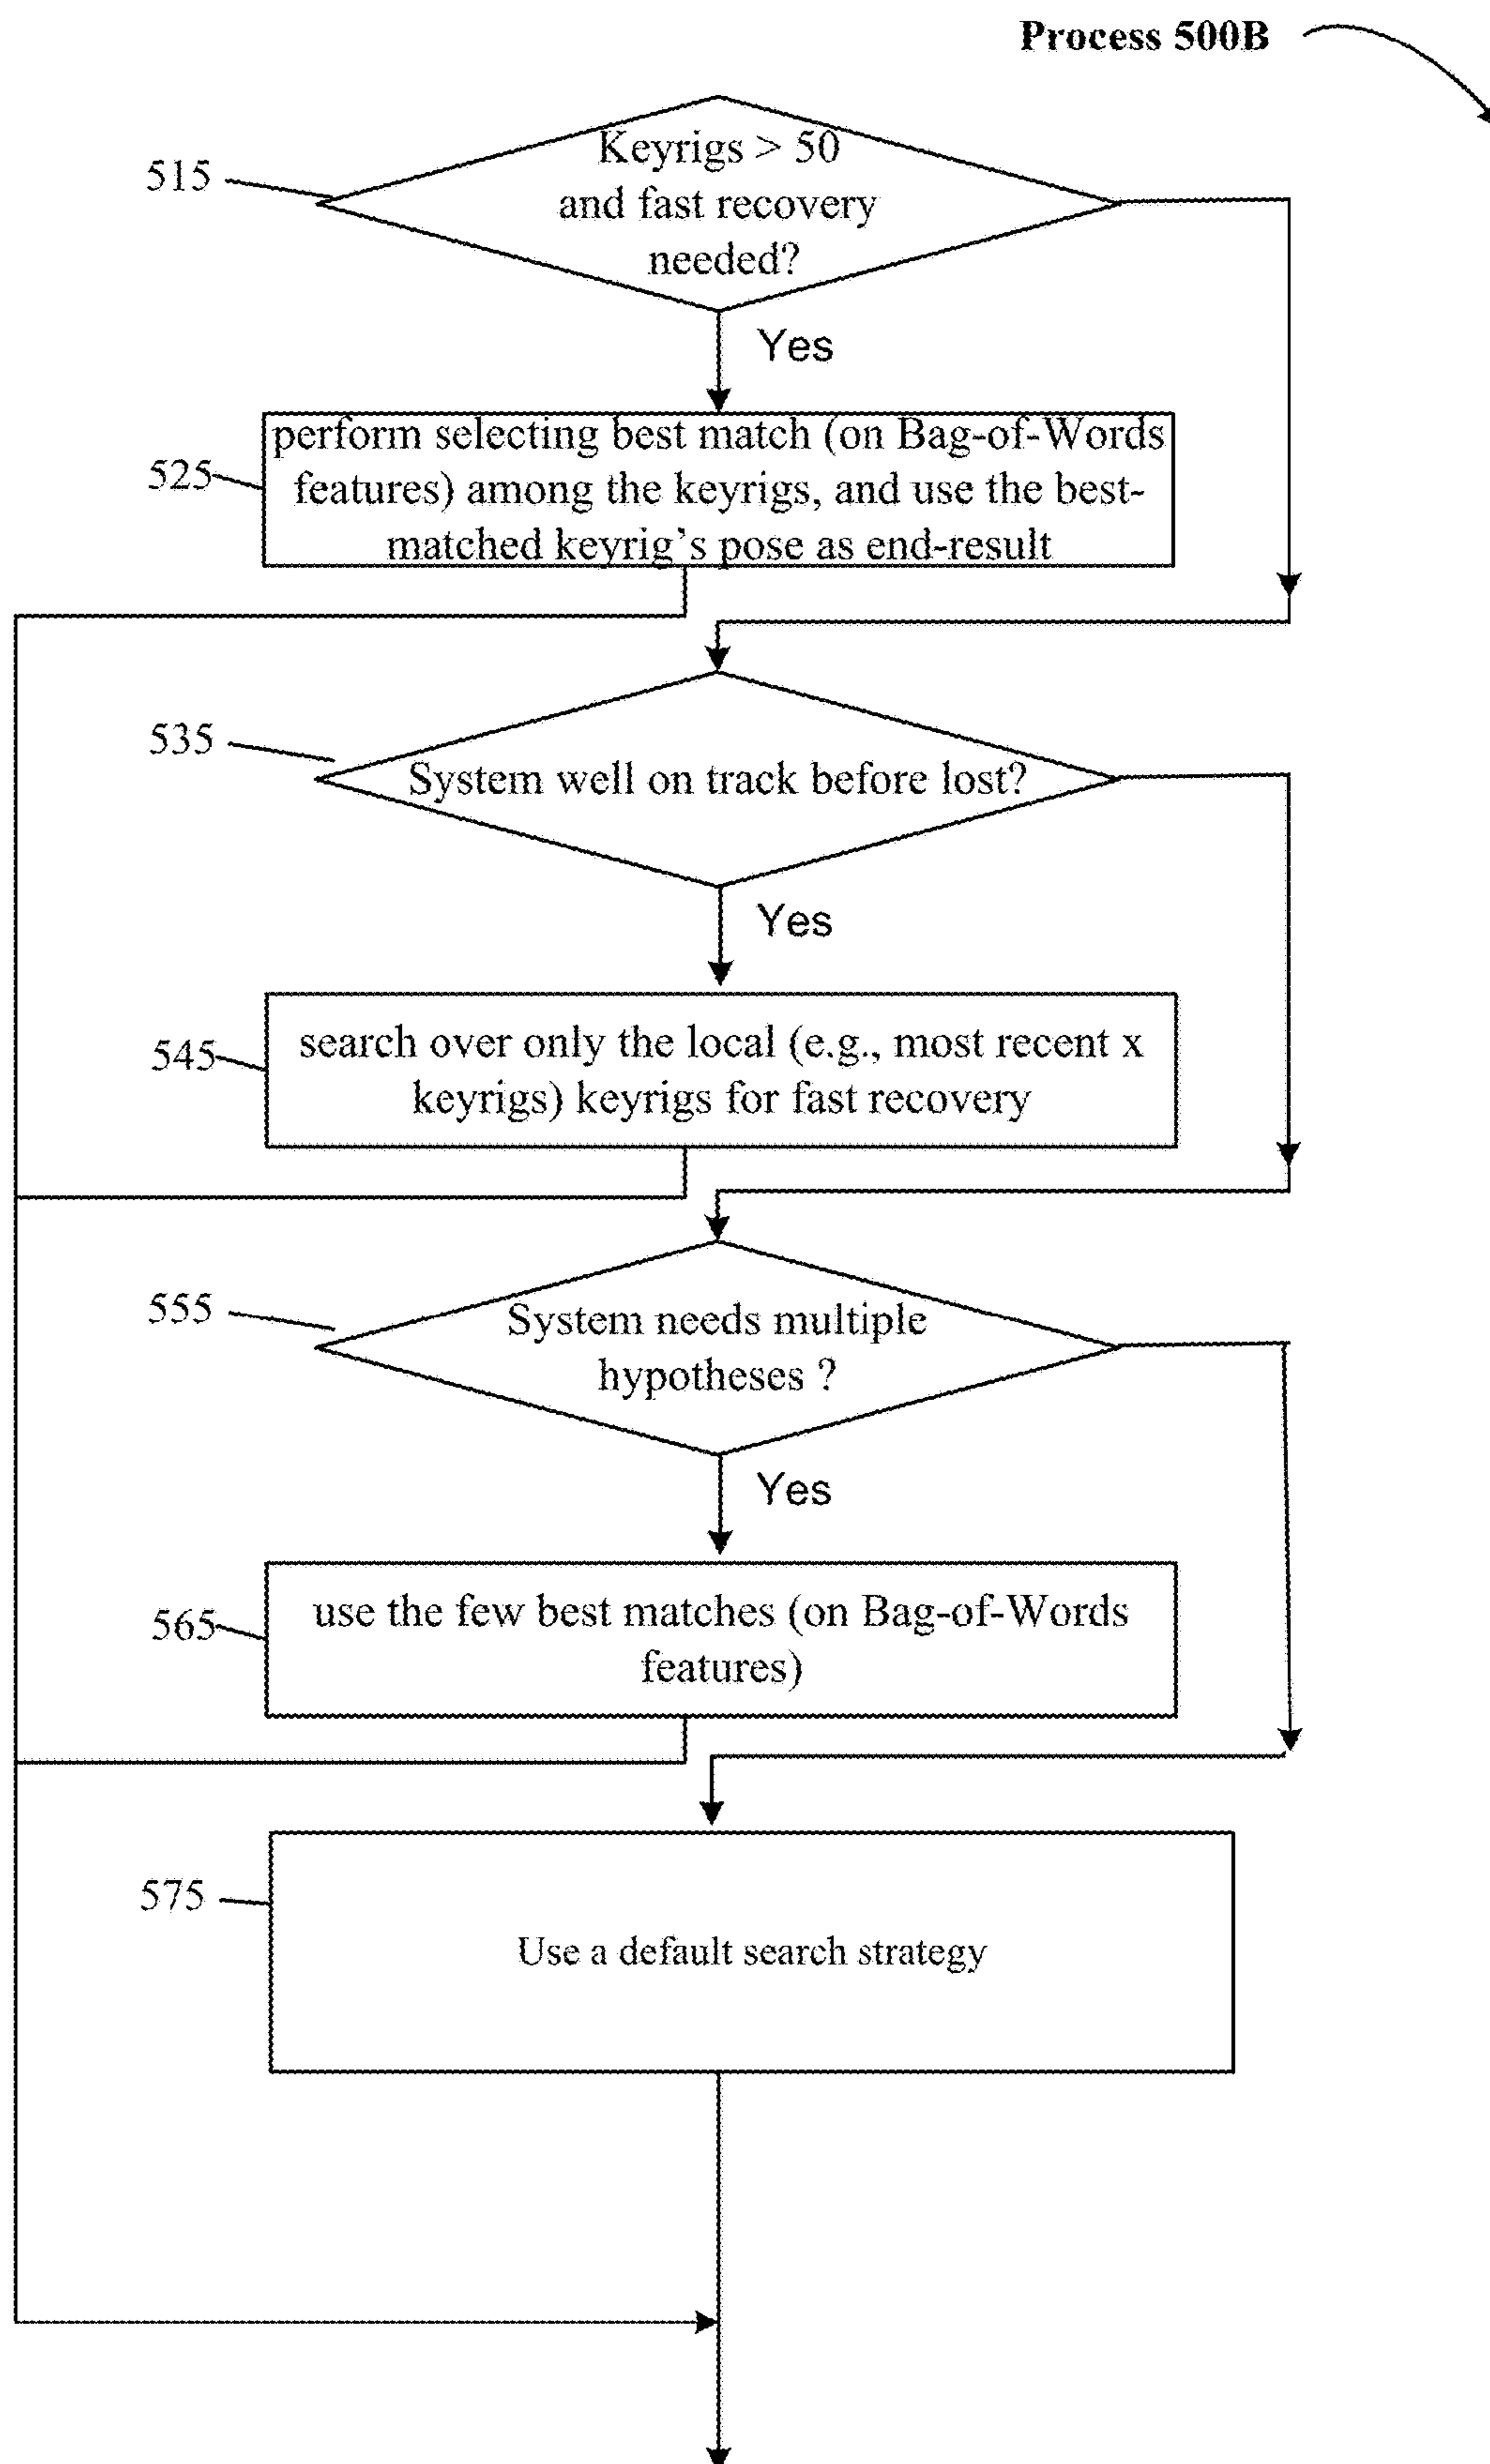 Process 500B
515
Keyrigs > 50
and fast recovery
needed?
Yes
525
perform selecting best match (on Bag-of-Words
features) among the keyrigs, and use the best-
matched keyrig's pose as end-result
535
System well on track before lost?
Yes
545
search over only the local (e.g., most recent x
keyrigs) keyrigs for fast recovery
555
System needs multiple
hypotheses ?
Yes
565
use the few best matches (on Bag-of-Words
features)
575
Use a default search strategy